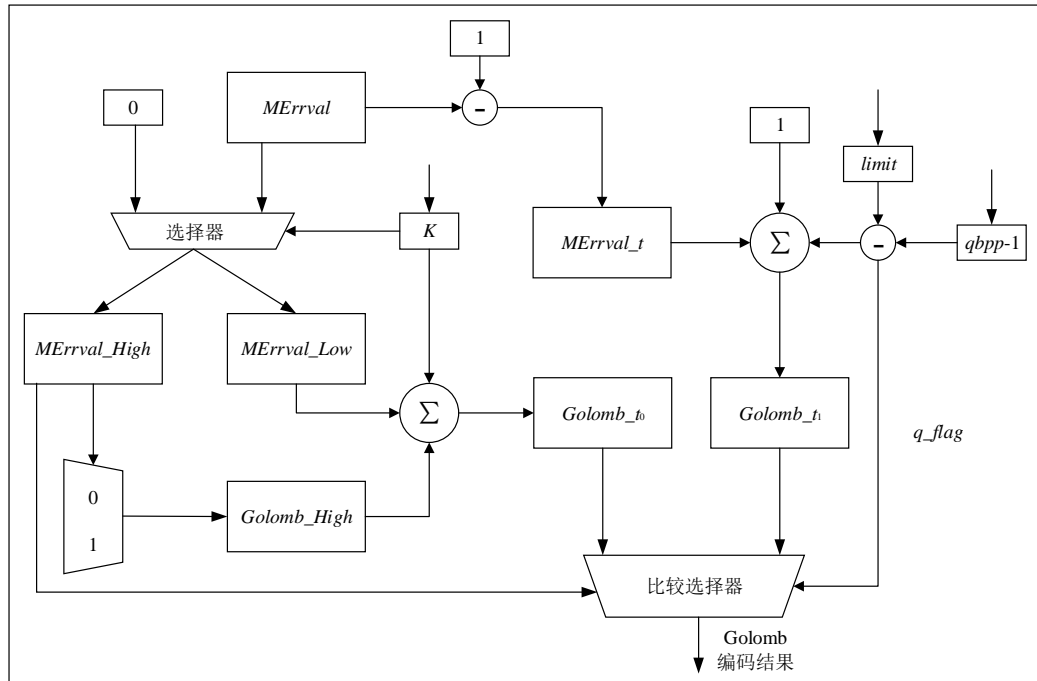 1
0
MErrval
-
1
limit
选择器
K
MErrval_t
Σ
-
qbpp-1
MErrval_High
MErrval_Low
Σ
Golomb_t0
Golomb_t1
q_flag
0
1
Golomb_High
比较选择器
Golomb
编码结果